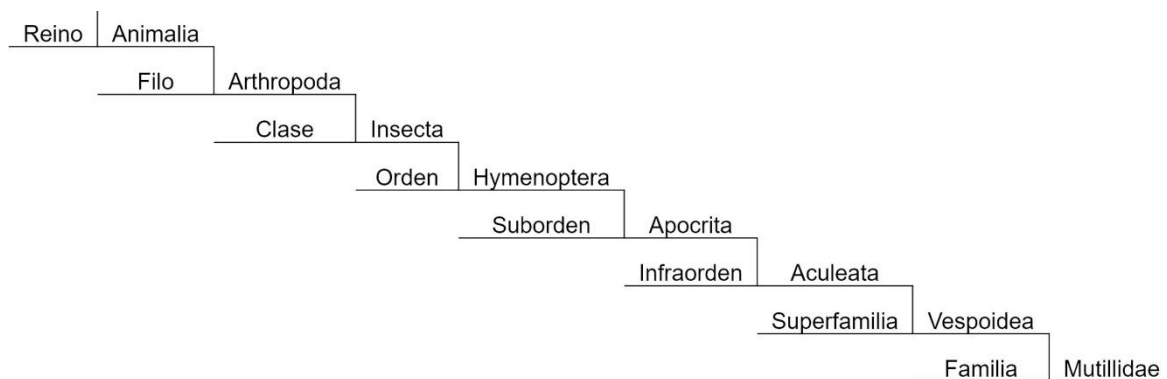 Reino Animalia
Filo Arthropoda
Clase Insecta
Orden Hymenoptera
Suborden Apocrita
Infraorden Aculeata
Superfamilia Vespoidea
Familia Mutillidae